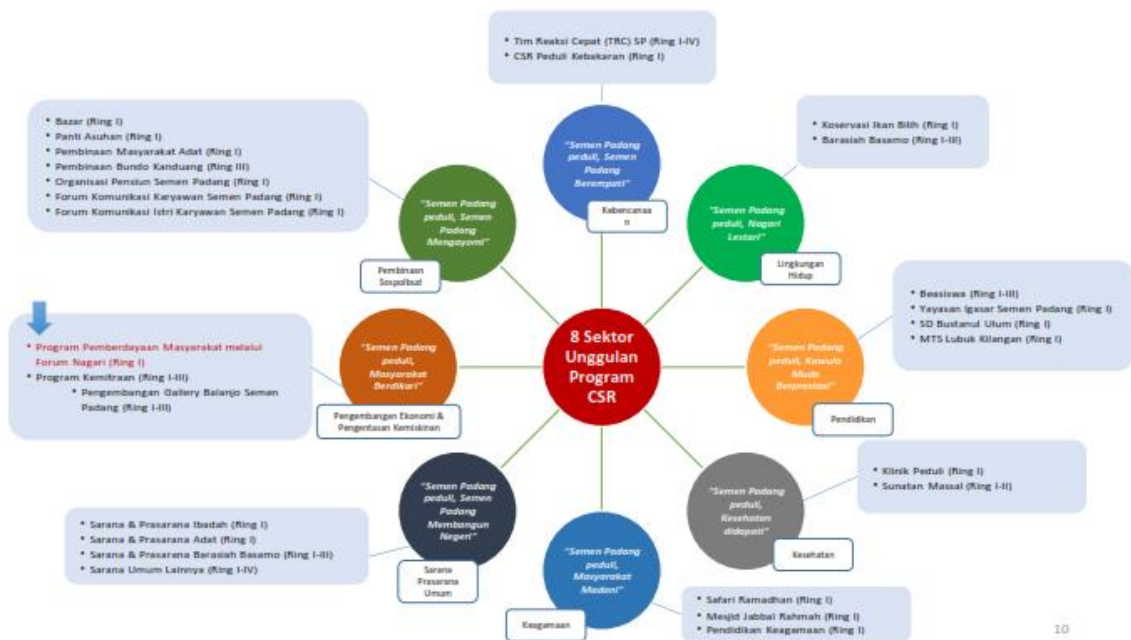 • Tim Reaksi Cepat (TRC) SP (Ring I-IV)
• CSR Peduli Kebakaran (Ring I)
"Semen Padang
peduli, Semen
Padang
Berempati"
Kebencanaa
n
• Koservasi Ikan Bilih (Ring I)
• Barasiah Basamo (Ring I-III)
"Semen Padang
peduli, Nagari
Lestari"
Lingkungan
Hidup
• Beasiswa (Ring I-III)
• Yayasan Igasar Semen Padang (Ring I)
• SD Bustanul Ulum (Ring I)
• MTS Lubuk Kilangan (Ring I)
"Semen Padang
peduli, Kawula
Muda
Berprestasi"
Pendidikan
• Klinik Peduli (Ring I)
• Sunatan Massal (Ring I-II)
"Semen Padang
peduli,
Kesehatan
didapati"
Kesehatan
• Safari Ramadhan (Ring I)
• Mesjid Jabbal Rahmah (Ring I)
• Pendidikan Keagamaan (Ring I)
"Semen Padang
peduli,
Masyarakat
Madani"
Keagamaan
• Sarana & Prasarana Ibadah (Ring I)
• Sarana & Prasarana Adat (Ring I)
• Sarana & Prasarana Barasiah Basamo (Ring I-III)
• Sarana Umum Lainnya (Ring I-IV)
"Semen Padang
peduli, Semen
Padang
Membangun
Negeri"
Sarana
Prasarana
Umum
• Program Pemberdayaan Masyarakat melalui
Forum Nagari (Ring I)
• Program Kemitraan (Ring I-III)
• Pengembangan Gallery Balanjo Semen
Padang (Ring I-III)
"Semen Padang
peduli,
Masyarakat
Berdikari"
Pengembangan Ekonomi &
Pengentasan Kemiskinan
• Bazar (Ring I)
• Panti Asuhan (Ring I)
• Pembinaan Masyarakat Adat (Ring I)
• Pembinaan Bundo Kanduang (Ring III)
• Organisasi Pensiun Semen Padang (Ring I)
• Forum Komunikasi Karyawan Semen Padang (Ring I)
• Forum Komunikasi Istri Karyawan Semen Padang (Ring I)
"Semen Padang
peduli, Semen
Padang
Mengayomi"
Pembinaan
Sospolbud
8 Sektor
Unggulan
Program
CSR
10